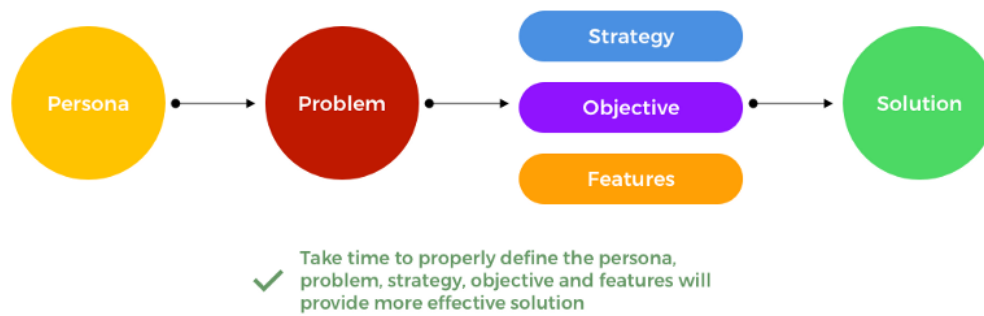 Persona
Problem
Strategy
Objective
Features
Solution
Take time to properly define the persona,
problem, strategy, objective and features will
provide more effective solution